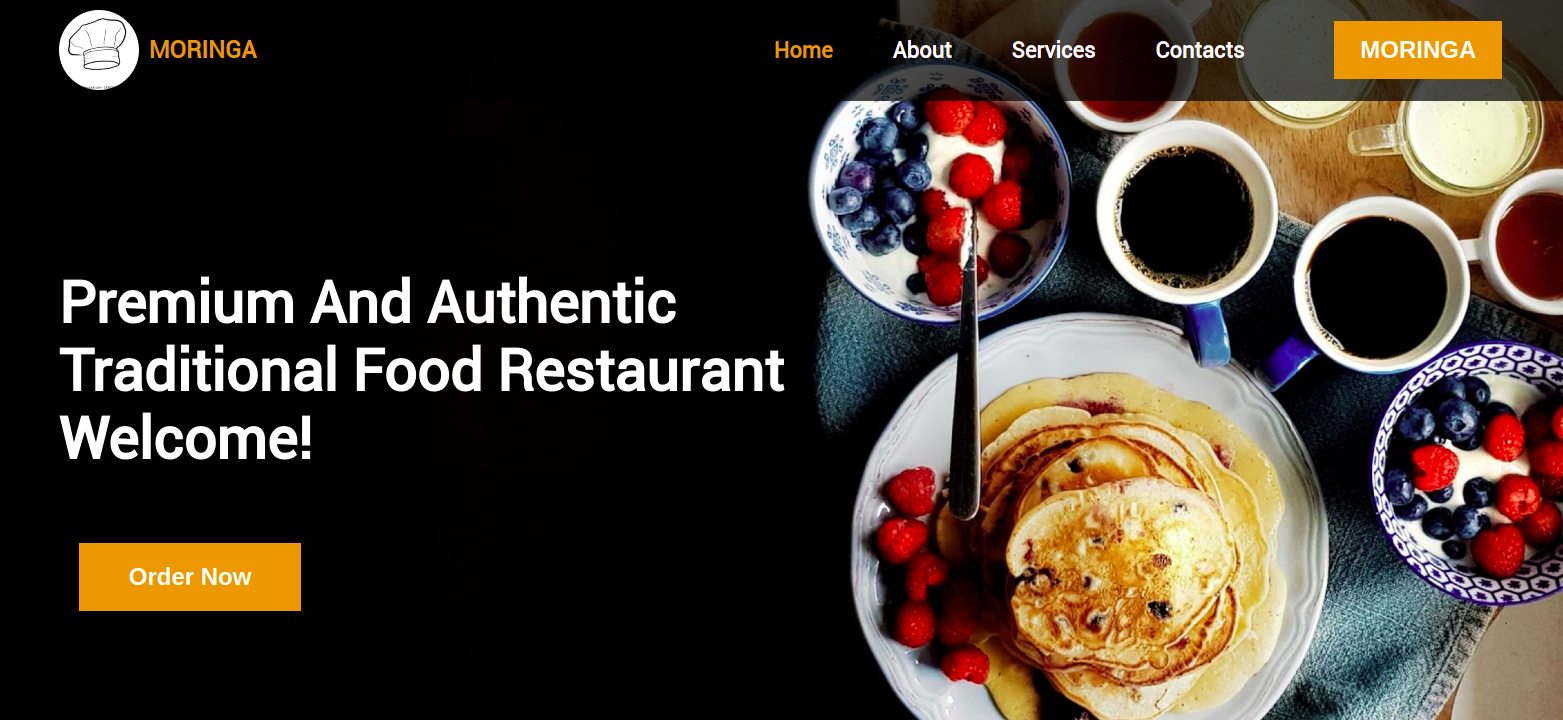 MORINGA
Home About Services Contacts MORINGA
Premium And Authentic
Traditional Food Restaurant
Welcome!
Order Now